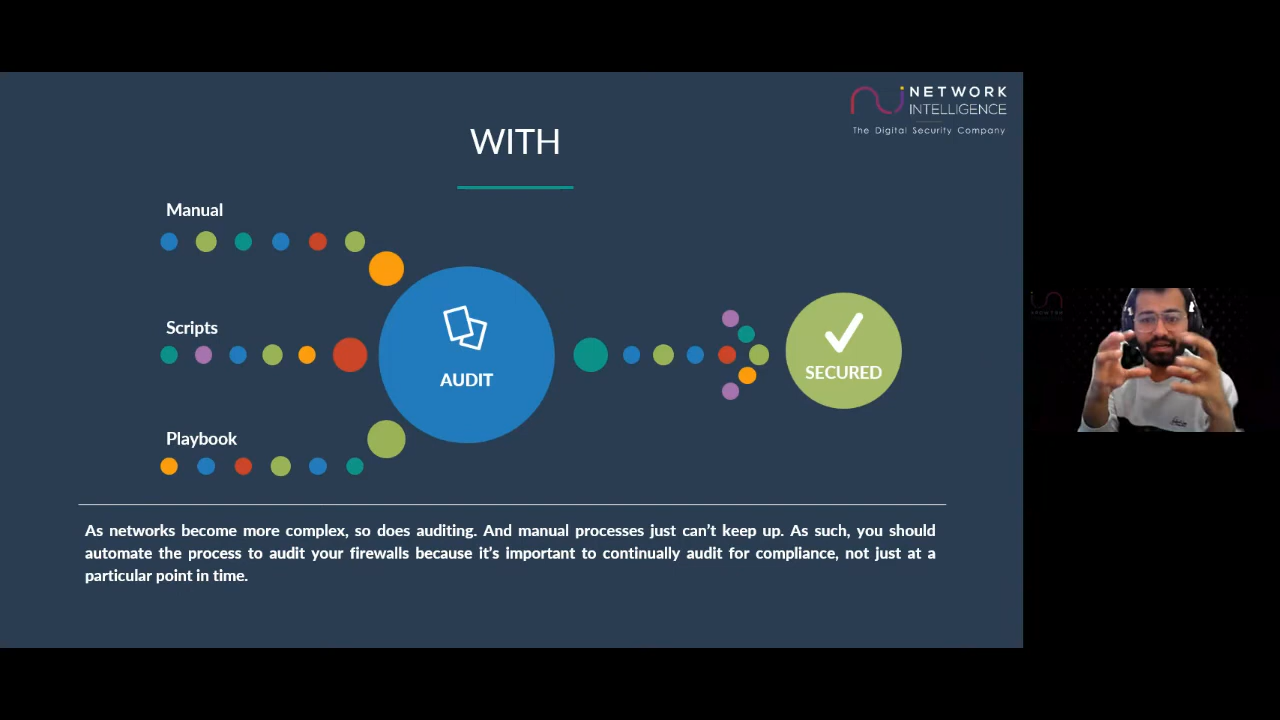 NETWORK
INTELLIGENCE
The Digital Security Company
WITH
Manual
Scripts
Playbook
AUDIT
SECURED
As networks become more complex, so does auditing. And manual processes just can’t keep up. As such, you should
automate the process to audit your firewalls because it’s important to continually audit for compliance, not just at a
particular point in time.